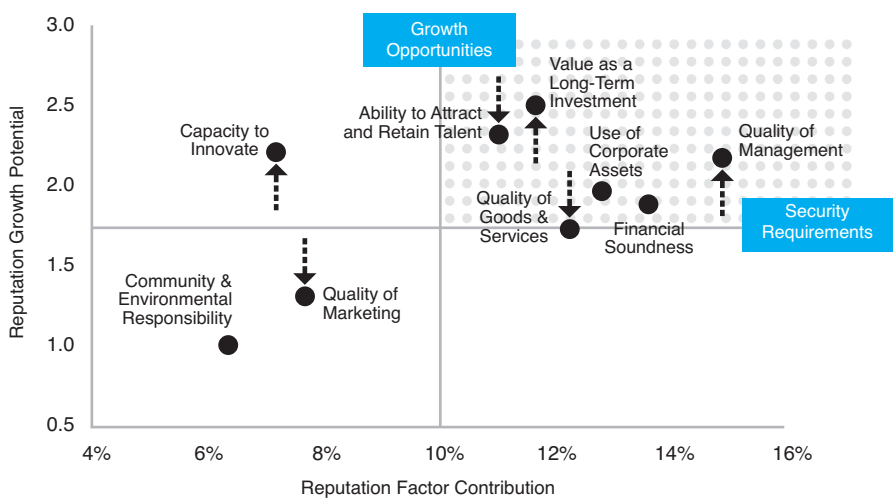 3.0
2.5
2.0
1.5
1.0
0.5
Reputation Growth Potential
Growth
Opportunities
Value as a
Long-Term
Investment
Ability to Attract
and Retain Talent
Capacity to
Innovate
Use of
Corporate
Assets
Quality of
Management
Quality of
Goods &
Services
Financial
Soundness
Security
Requirements
Community &
Environmental
Responsibility
Quality of
Marketing
4%
6%
8%
10%
12%
14%
16%
Reputation Factor Contribution